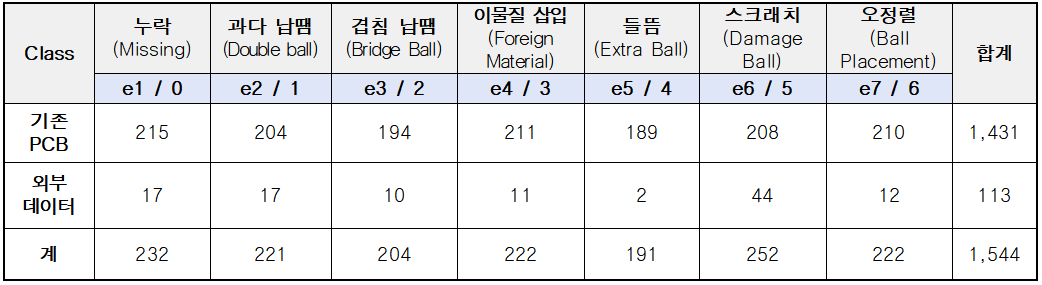 Class 누락 (Missing) 과다 납땜 (Double ball) 겹침 납땜 (Bridge Ball) 이물질 삽입 (Foreign Material) 들뜸 (Extra Ball) 스크래치 (Damage Ball) 오정렬 (Ball Placement) 합계
e1 / 0 e2 / 1 e3 / 2 e4 / 3 e5 / 4 e6 / 5 e7 / 6
기존 PCB 215 204 194 211 189 208 210 1,431
외부 데이터 17 17 10 11 2 44 12 113
계 232 221 204 222 191 252 222 1,544